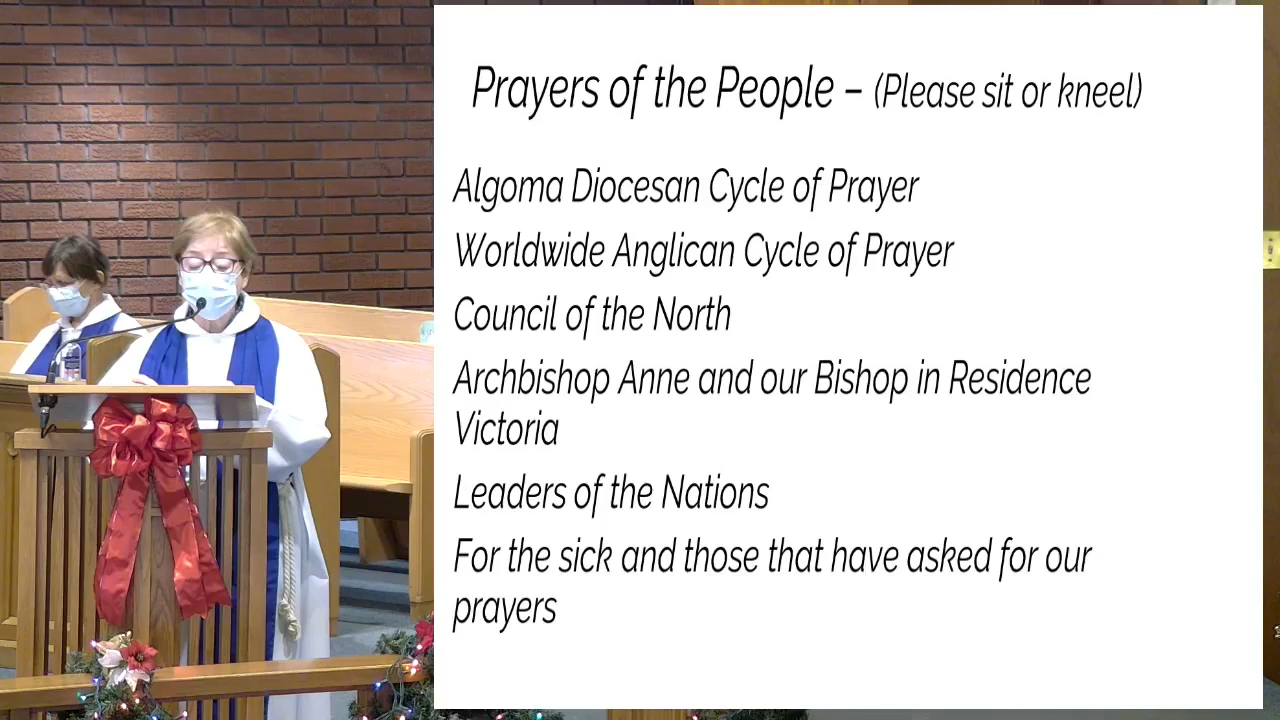 Prayers of the People – (Please sit or kneel)
Algoma Diocesan Cycle of Prayer
Worldwide Anglican Cycle of Prayer
Council of the North
Archbishop Anne and our Bishop in Residence
Victoria
Leaders of the Nations
For the sick and those that have asked for our
prayers